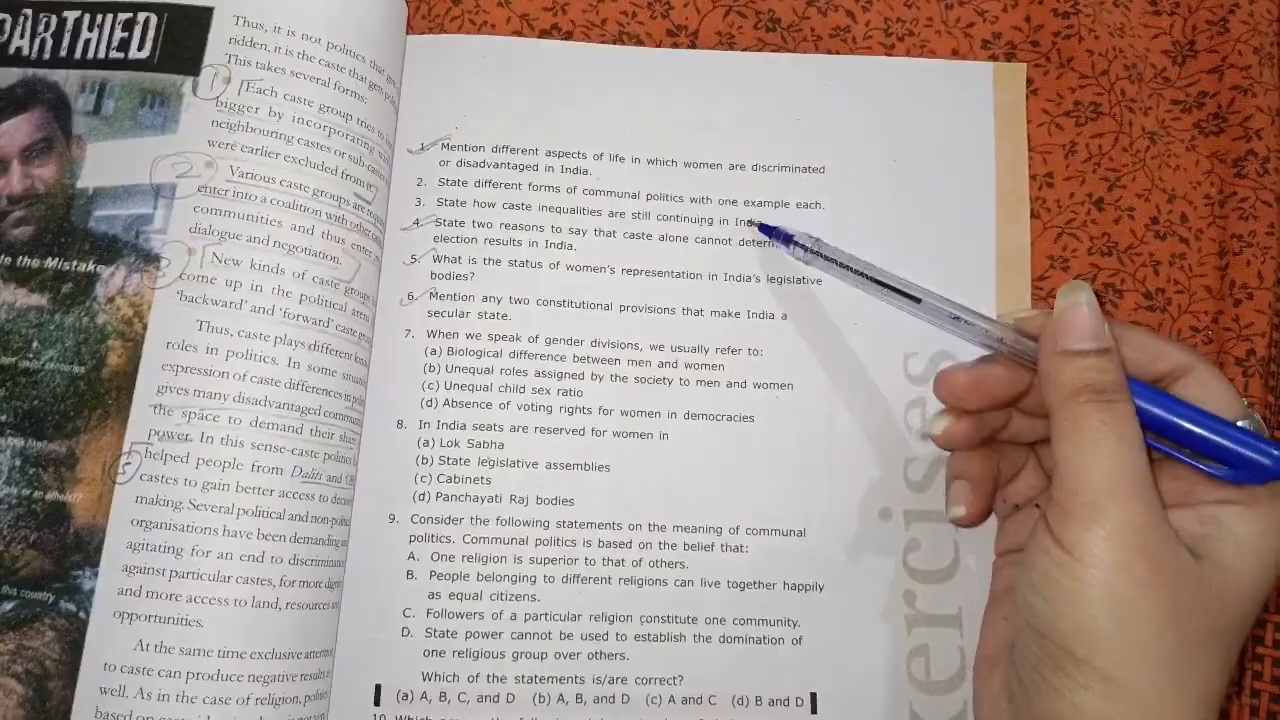 PARTHIED
le the Mistake
this country
Thus, it is not politics that
ridden, it is the caste that gets
This takes several forms:
1
Each caste group tries to
bigger by incorporating
neighbouring castes or sub-castes
were earlier excluded from it.
2
Various caste groups are
enter into a coalition with other
communities and thus enter
dialogue and negotiation.
3
New kinds of caste groups
come up in the political arena
'backward' and 'forward' caste
Thus, caste plays different
roles in politics. In some
expression of caste differences in
gives many disadvantaged
the space to demand their
power. In this sense-caste politics
5
helped people from Dalits and
castes to gain better access to
making. Several political and
organisations have been demanding
agitating for an end to
against particular castes, for more
and more access to land, resources
opportunities.
At the same time exclusive
to caste can produce negative
well. As in the case of religion,
based on
1. Mention different aspects of life in which women are discriminated
or disadvantaged in India.
2. State different forms of communal politics with one example each.
3. State how caste inequalities are still continuing in India
4. State two reasons to say that caste alone cannot
election results in India.
5. What is the status of women's representation in India's legislative
bodies?
6. Mention any two constitutional provisions that make India a
secular state.
7. When we speak of gender divisions, we usually refer to:
(a) Biological difference between men and women
(b) Unequal roles assigned by the society to men and women
(c) Unequal child sex ratio
(d) Absence of voting rights for women in democracies
8. In India seats are reserved for women in
(a) Lok Sabha
(b) State legislative assemblies
(c) Cabinets
(d) Panchayati Raj bodies
9. Consider the following statements on the meaning of communal
politics. Communal politics is based on the belief that:
A. One religion is superior to that of others.
B. People belonging to different religions can live together happily
as equal citizens.
C. Followers of a particular religion constitute one community.
D. State power cannot be used to establish the domination of
one religious group over others.
Which of the statements is/are correct?
(a) A, B, C, and D (b) A, B, and D (c) A and C (d) B and D
ercises